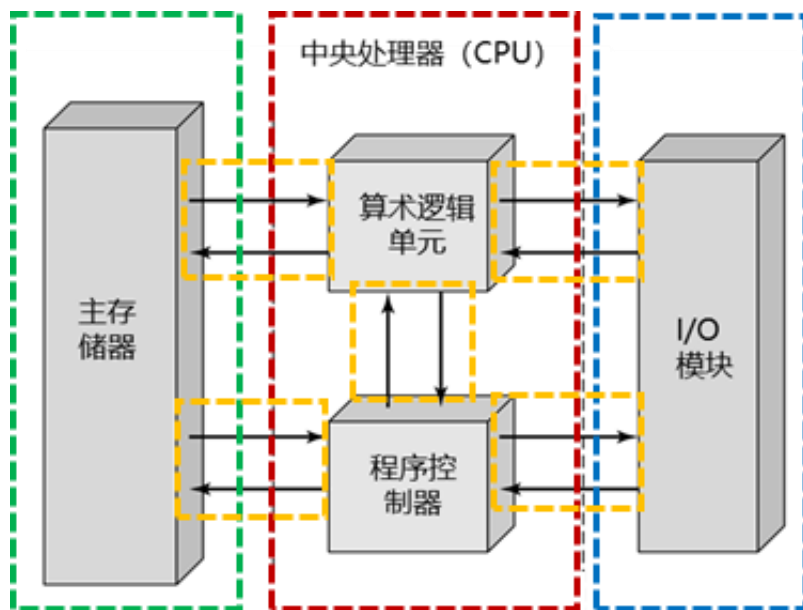 中央处理器（CPU）
算术逻辑
单元
主存
储器
I/O
模块
程序控
制器